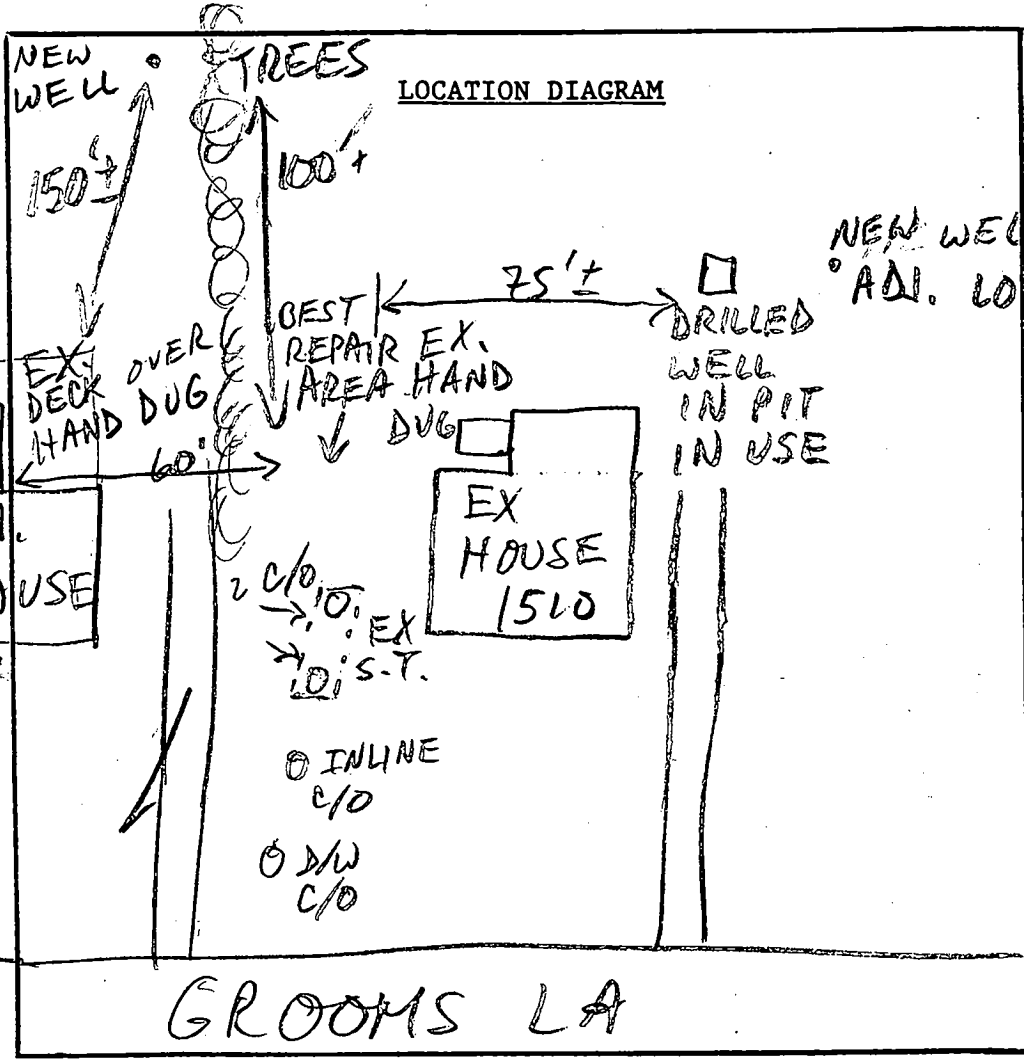 NEW
WELL
TREES
LOCATION DIAGRAM
150'±
100'+
NEW WEL
ADJ. LO
75'±
BEST
REPAIR EX.
AREA HAND
DUG
DRILLED
WELL
IN PIT
IN USE
EX.
DECK OVER
HAND DUG
60'
EX
HOUSE
1510
USE
2 C/O
EX
S.T.
INLINE
C/O
D/W
C/O
GROOMS LA